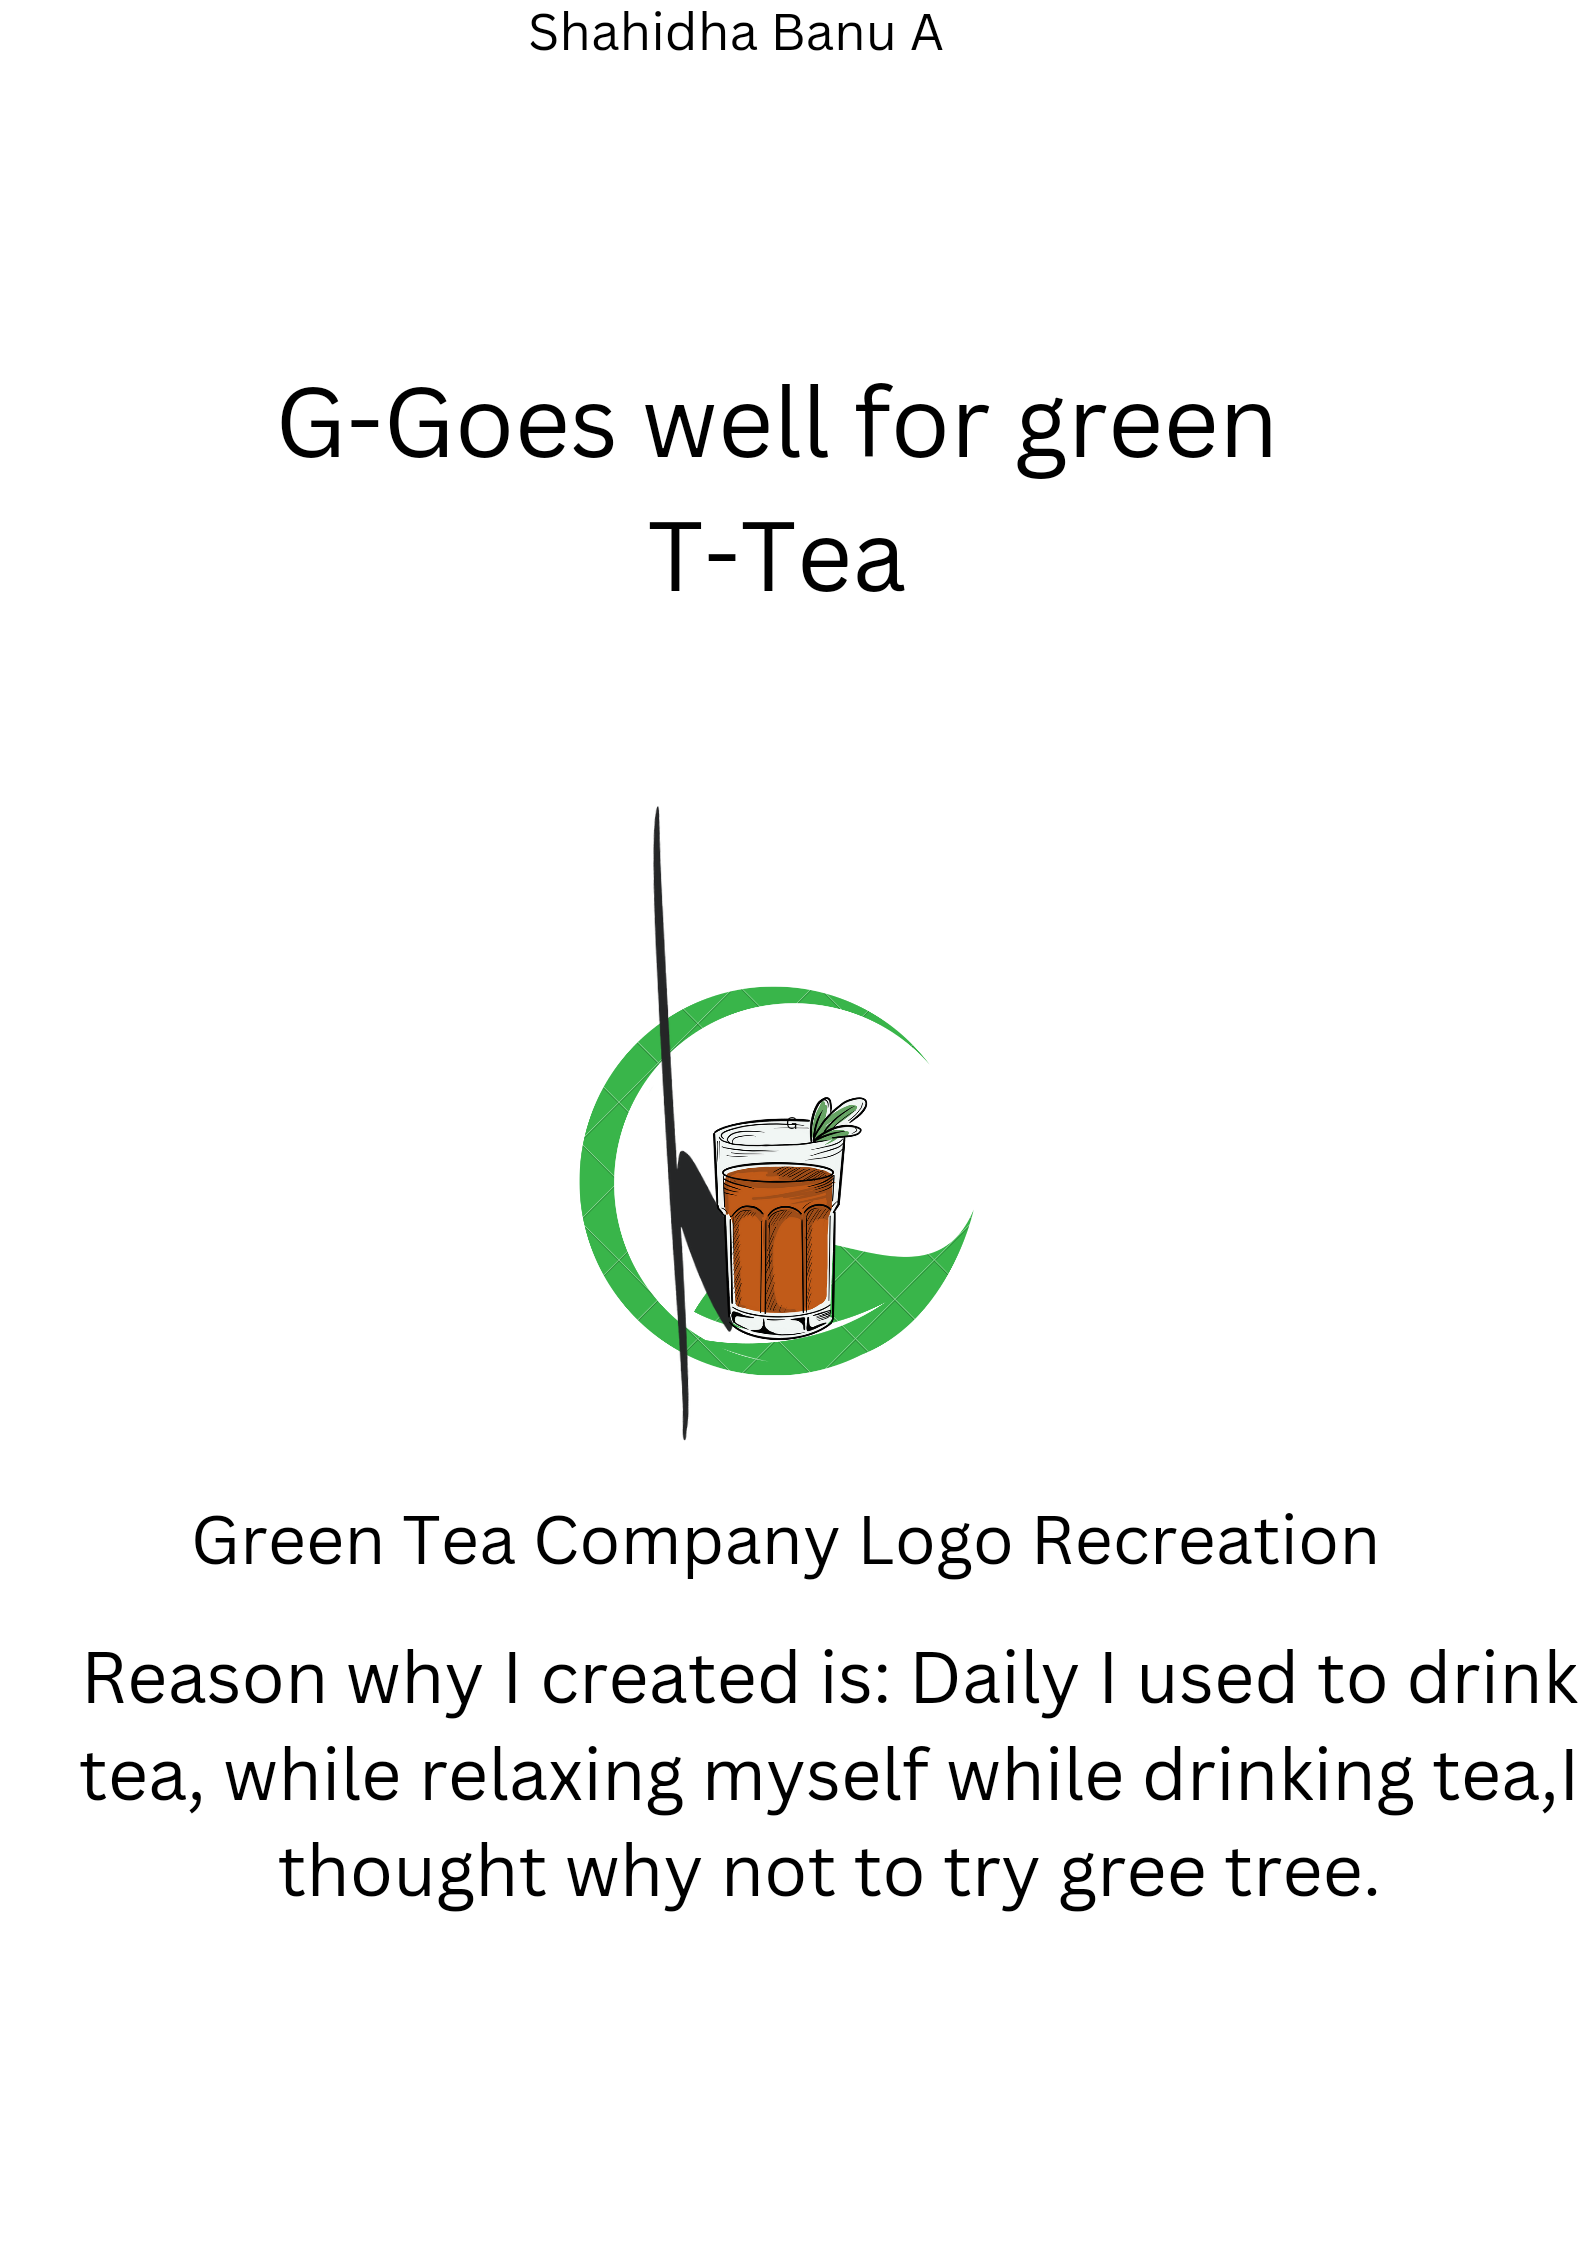 Shahidha Banu A
G-Goes well for green
T-Tea
G
Green Tea Company Logo Recreation
Reason why I created is: Daily I used to drink
tea, while relaxing myself while drinking tea,I
thought why not to try gree tree.